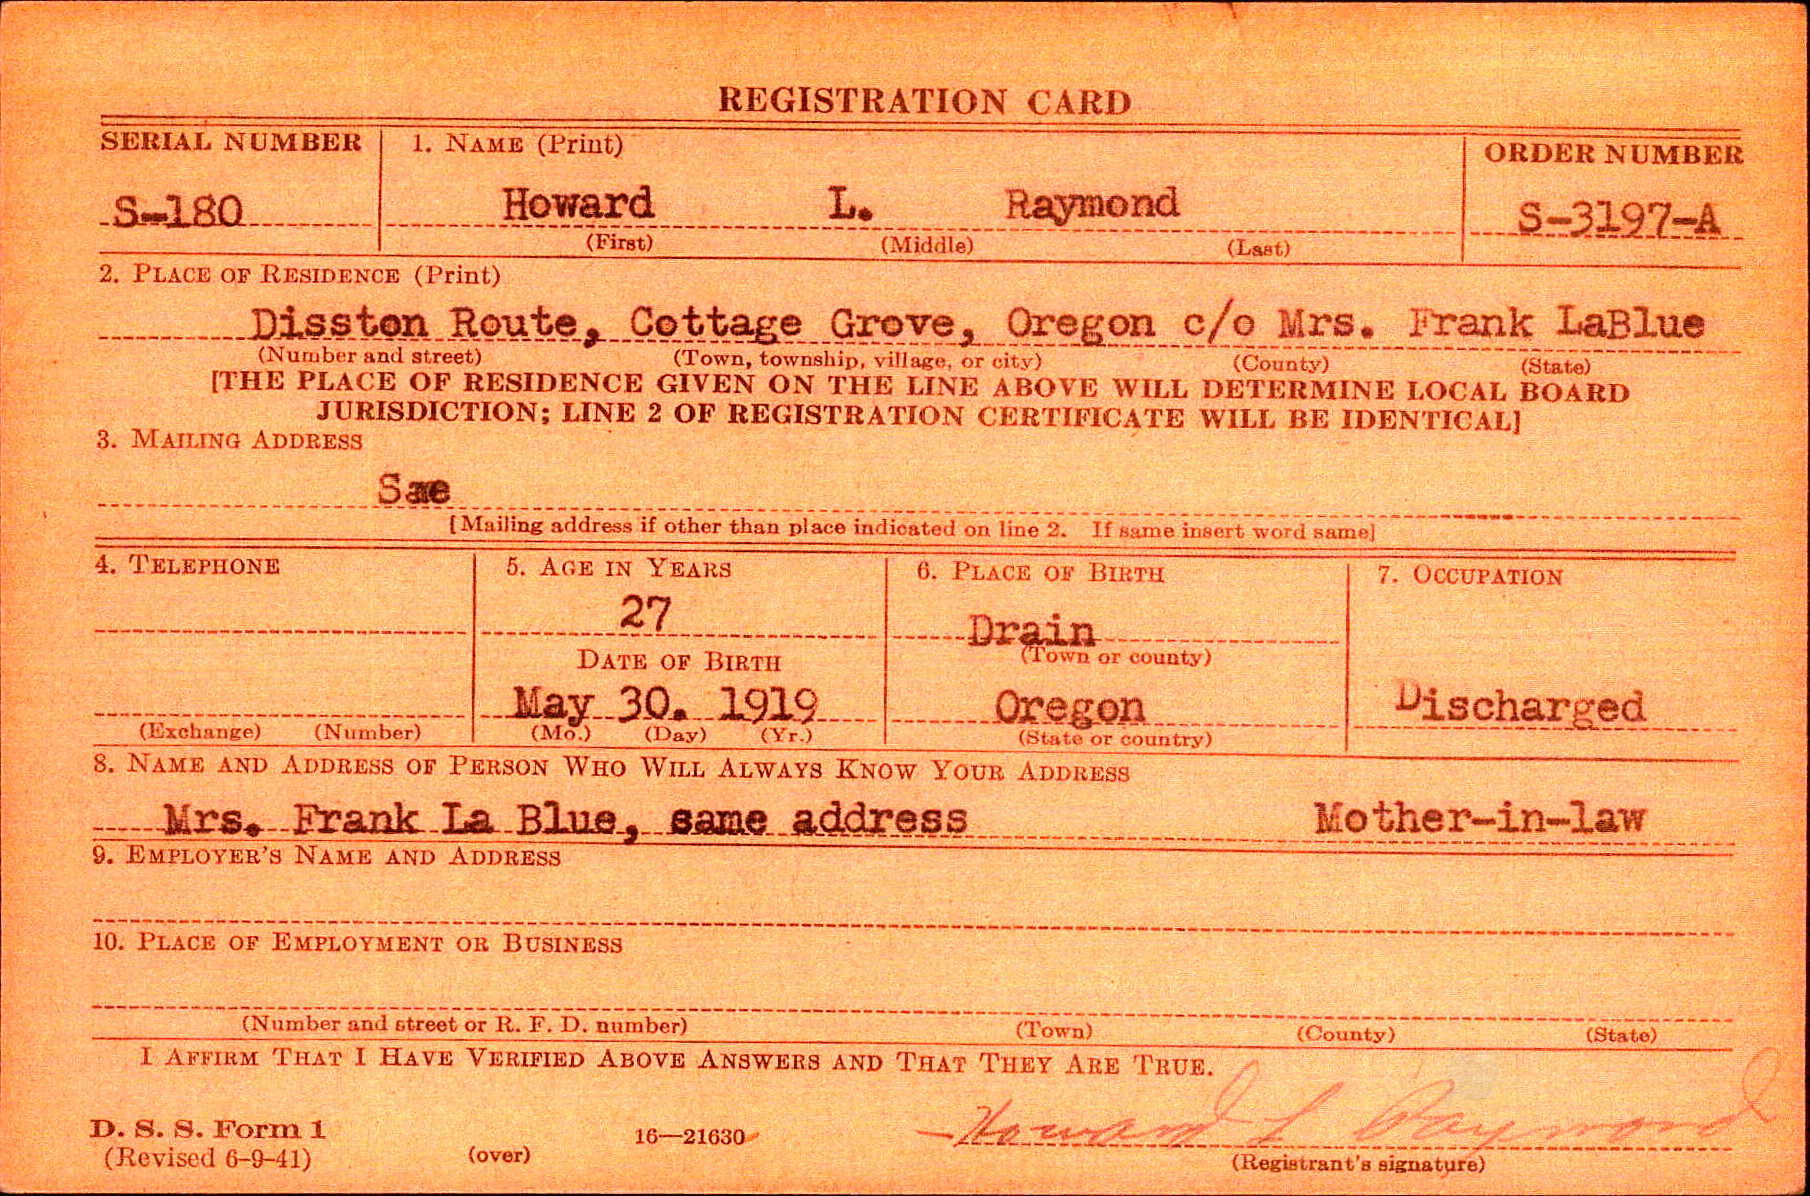 REGISTRATION CARD
SERIAL NUMBER
1. NAME (Print)
ORDER NUMBER
S-180
Howard L. Raymond
S-3197-A
(First) (Middle) (Last)
2. PLACE OF RESIDENCE (Print)
Disston Route, Cottage Grove, Oregon c/o Mrs. Frank LaBlue
(Number and street) (Town, township, village, or city) (County) (State)
[THE PLACE OF RESIDENCE GIVEN ON THE LINE ABOVE WILL DETERMINE LOCAL BOARD
JURISDICTION; LINE 2 OF REGISTRATION CERTIFICATE WILL BE IDENTICAL]
3. MAILING ADDRESS
Sae
[Mailing address if other than place indicated on line 2. If same insert word same]
4. TELEPHONE
5. AGE IN YEARS
6. PLACE OF BIRTH
7. OCCUPATION
27
Drain
DATE OF BIRTH
(Town or county)
May 30. 1919
Oregon
Discharged
(Exchange) (Number)
(Mo.) (Day) (Yr.)
(State or country)
8. NAME AND ADDRESS OF PERSON WHO WILL ALWAYS KNOW YOUR ADDRESS
Mrs. Frank La Blue, same address Mother-in-law
9. EMPLOYER'S NAME AND ADDRESS
10. PLACE OF EMPLOYMENT OR BUSINESS
(Number and street or R. F. D. number) (Town) (County) (State)
I AFFIRM THAT I HAVE VERIFIED ABOVE ANSWERS AND THAT THEY ARE TRUE.
D. S. S. Form 1
(Revised 6-9-41)
(over)
16—21630
Howard L Raymond
(Registrant's signature)